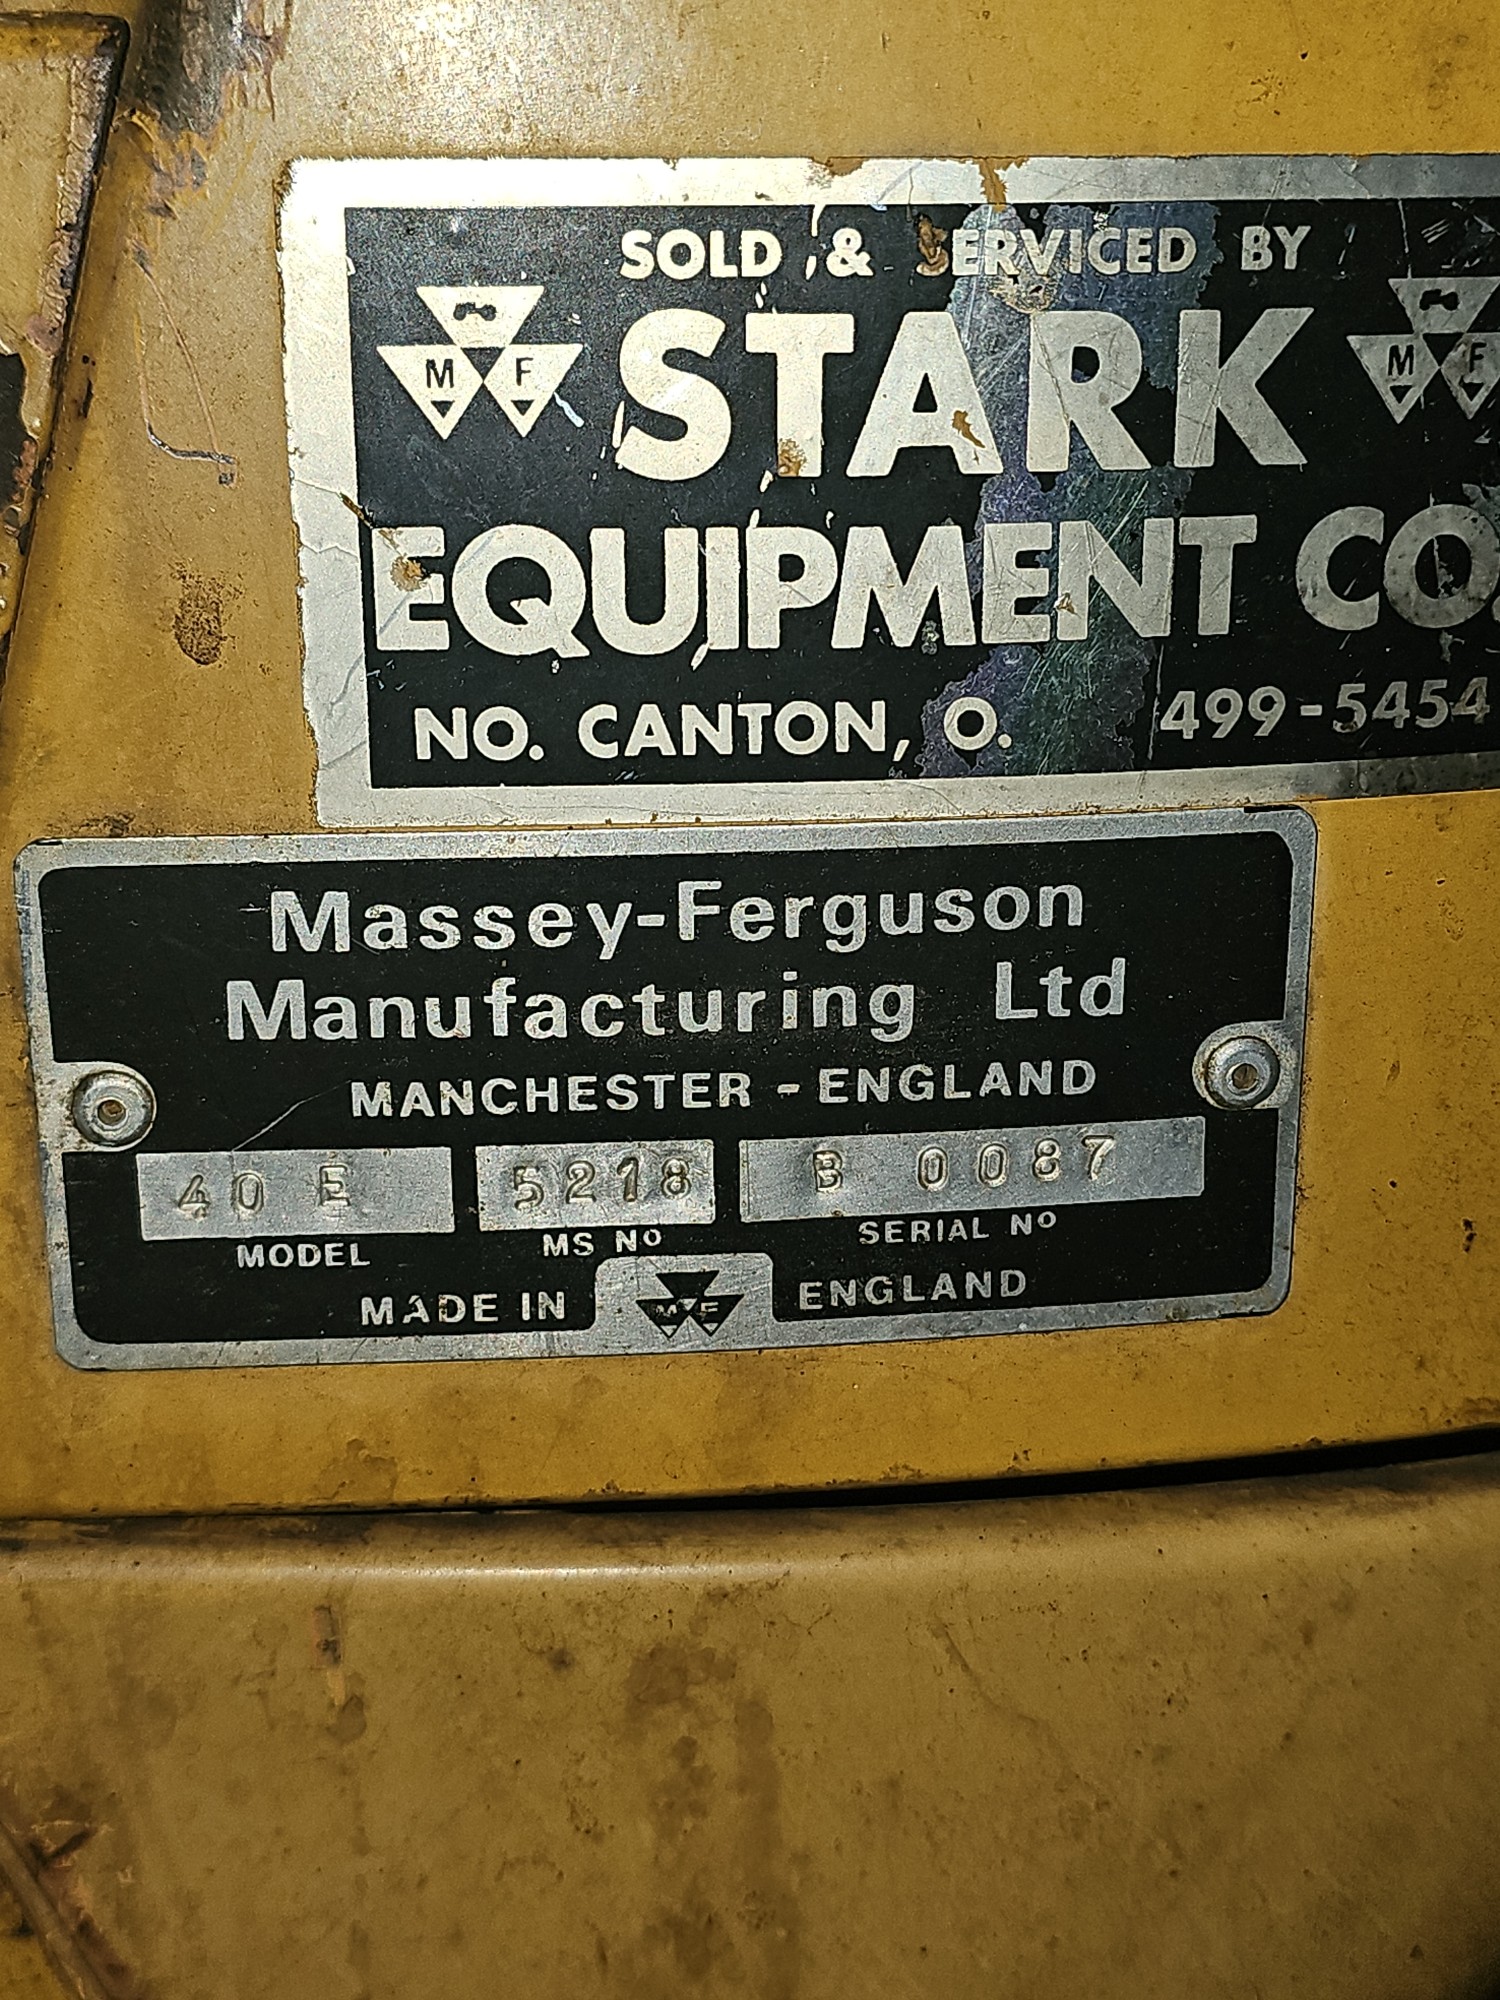 SOLD & SERVICED BY
M F STARK M F
EQUIPMENT CO.
NO. CANTON, O. 499-5454
Massey-Ferguson
Manufacturing Ltd
MANCHESTER - ENGLAND
40 E 5218 B 0087
MODEL MS No SERIAL No
MADE IN MF ENGLAND